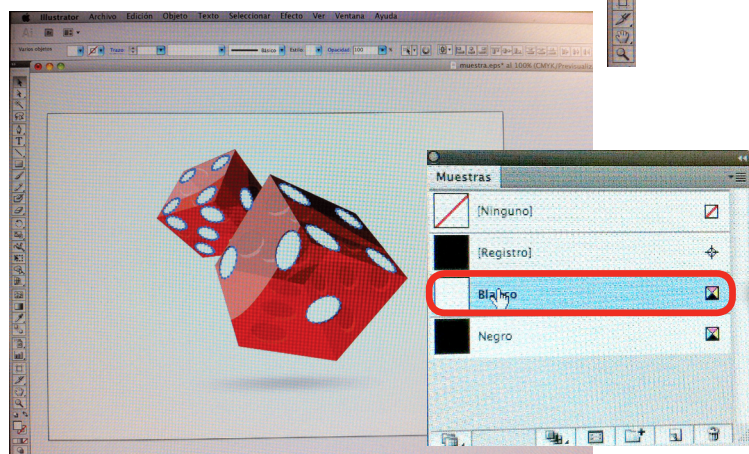 Illustrator Archivo Edición Objeto Texto Seleccionar Efecto Ver Ventana Ayuda
Ai
Varios objetos Trazo: Básico Estilo: Opacidad: 100 %
muestra.eps* al 100% (CMYK/Previsualiz
Muestras
[Ninguno]
[Registro]
Blanco
Negro